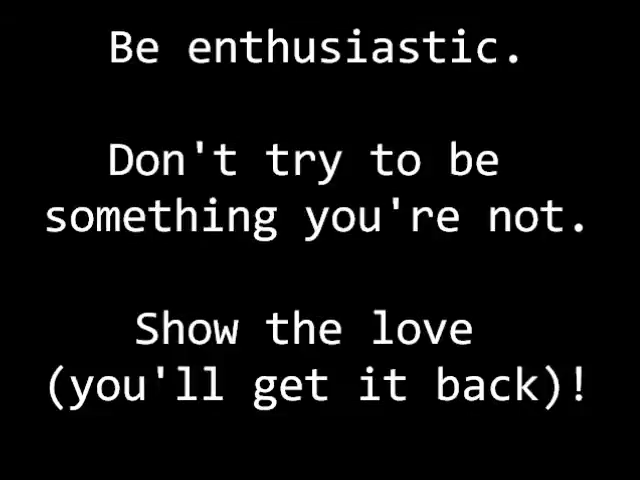 Be enthusiastic.
Don't try to be
something you're not.
Show the love
(you'll get it back)!